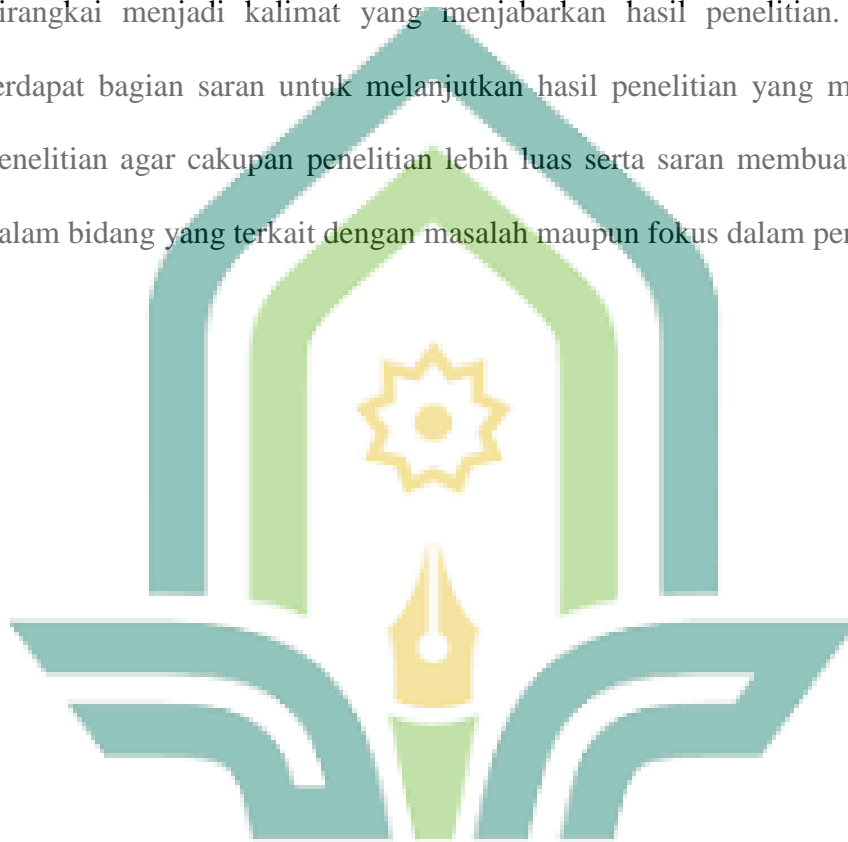 irangkai menjadi kalimat yang menjabarkan hasil penelitian.
erdapat bagian saran untuk melanjutkan hasil penelitian yang m
enelitian agar cakupan penelitian lebih luas serta saran membua
alam bidang yang terkait dengan masalah maupun fokus dalam pe